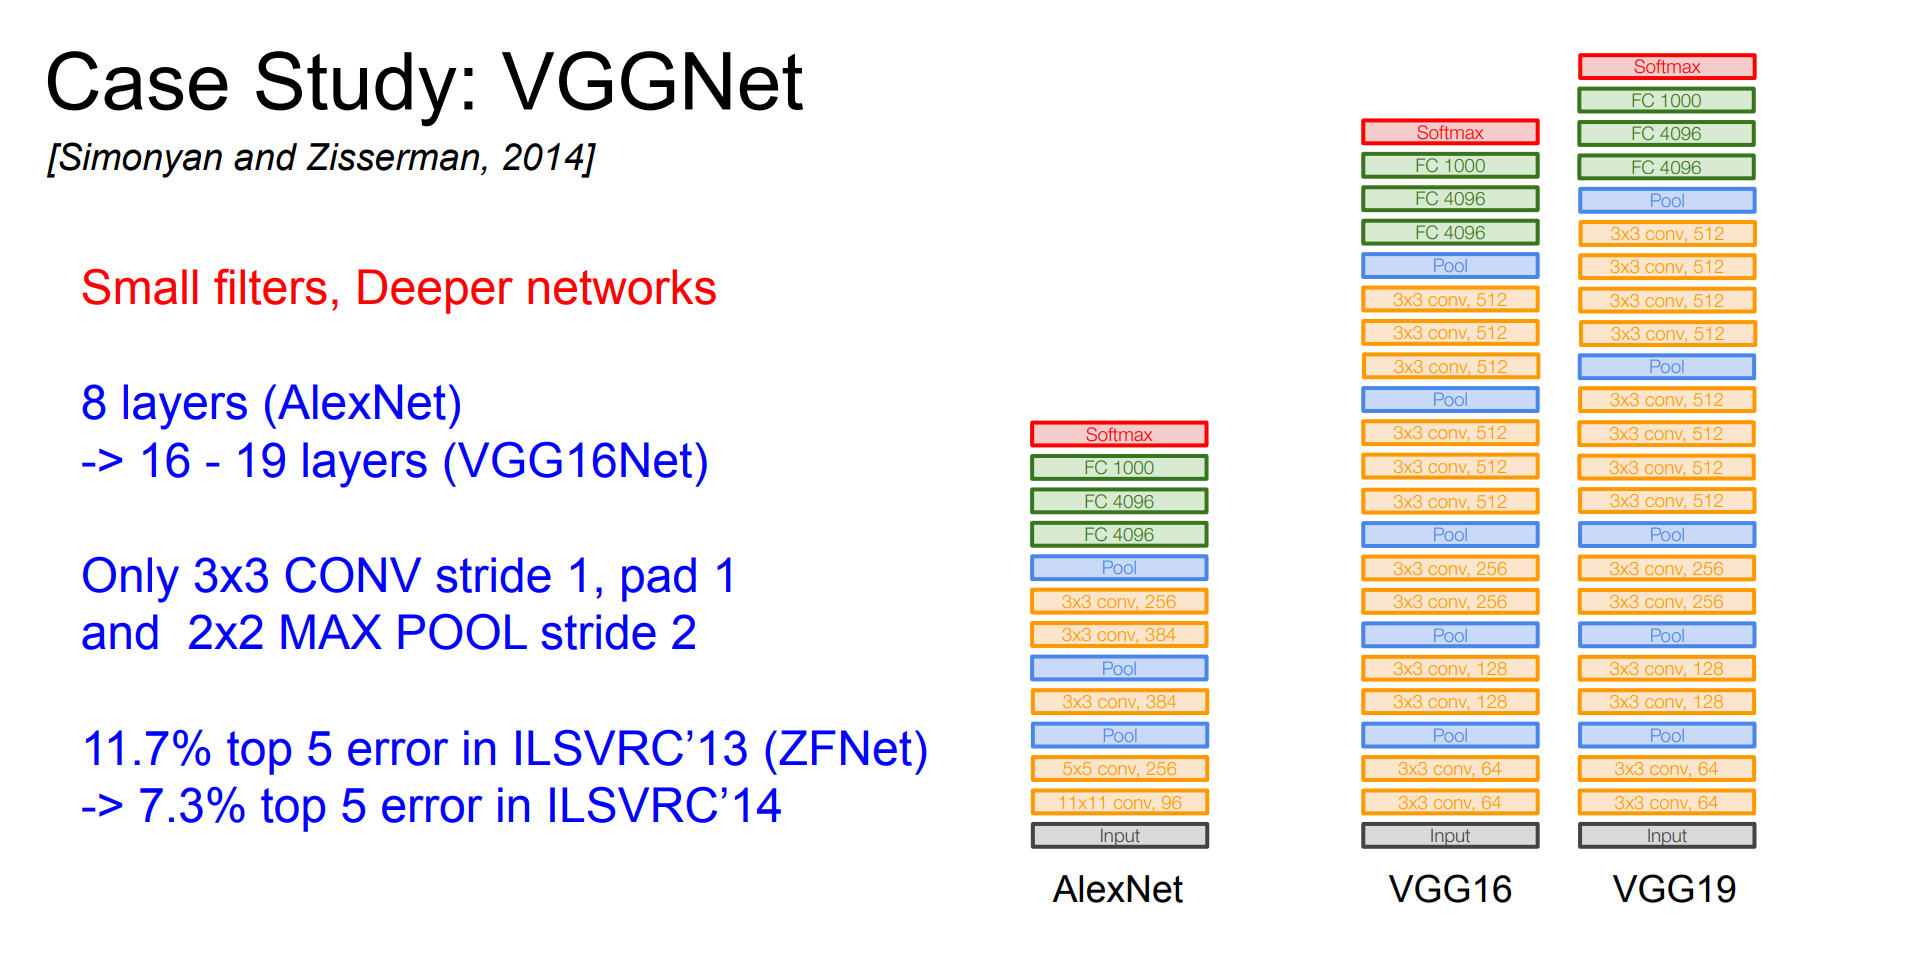 Case Study: VGGNet
[Simonyan and Zisserman, 2014]
Small filters, Deeper networks
8 layers (AlexNet)
-> 16 - 19 layers (VGG16Net)
Only 3x3 CONV stride 1, pad 1
and 2x2 MAX POOL stride 2
11.7% top 5 error in ILSVRC’13 (ZFNet)
-> 7.3% top 5 error in ILSVRC’14
Softmax
FC 1000
FC 4096
FC 4096
Pool
3x3 conv, 256
3x3 conv, 384
Pool
3x3 conv, 384
Pool
5x5 conv, 256
11x11 conv, 96
Input
AlexNet
Softmax
FC 1000
FC 4096
FC 4096
Pool
3x3 conv, 512
3x3 conv, 512
3x3 conv, 512
Pool
3x3 conv, 512
3x3 conv, 512
3x3 conv, 512
Pool
3x3 conv, 256
3x3 conv, 256
Pool
3x3 conv, 128
3x3 conv, 128
Pool
3x3 conv, 64
3x3 conv, 64
Input
VGG16
Softmax
FC 1000
FC 4096
FC 4096
Pool
3x3 conv, 512
3x3 conv, 512
3x3 conv, 512
3x3 conv, 512
Pool
3x3 conv, 512
3x3 conv, 512
3x3 conv, 512
3x3 conv, 512
Pool
3x3 conv, 256
3x3 conv, 256
Pool
3x3 conv, 128
3x3 conv, 128
Pool
3x3 conv, 64
3x3 conv, 64
Input
VGG19